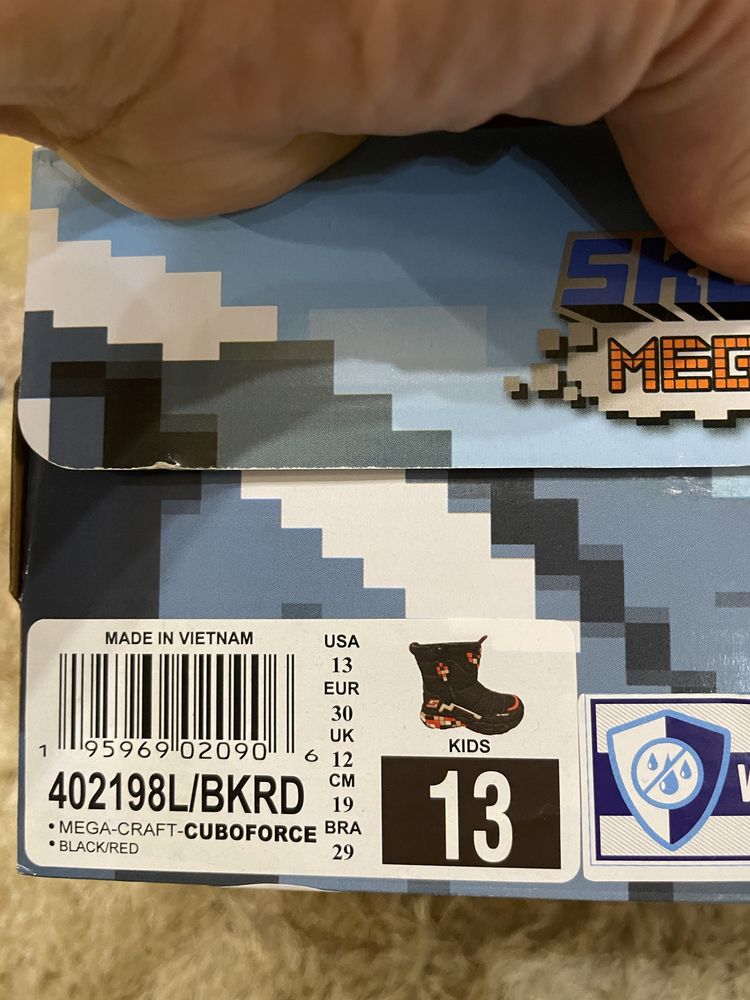 MADE IN VIETNAM
1 95969 02090 6
402198L/BKRD
• MEGA-CRAFT-CUBOFORCE
• BLACK/RED
USA
13
EUR
30
UK
12
CM
19
BRA
29
KIDS
13